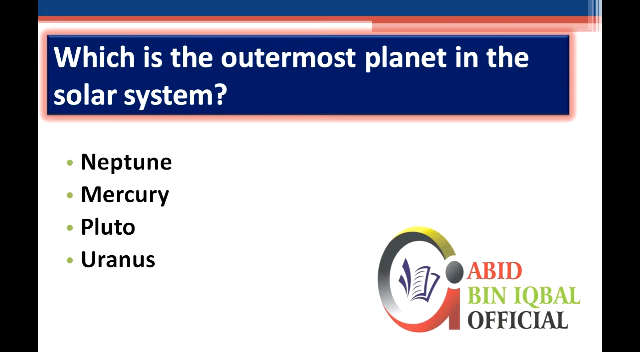 Which is the outermost planet in the
solar system?
• Neptune
• Mercury
• Pluto
• Uranus
ABID
BIN IQBAL
OFFICIAL